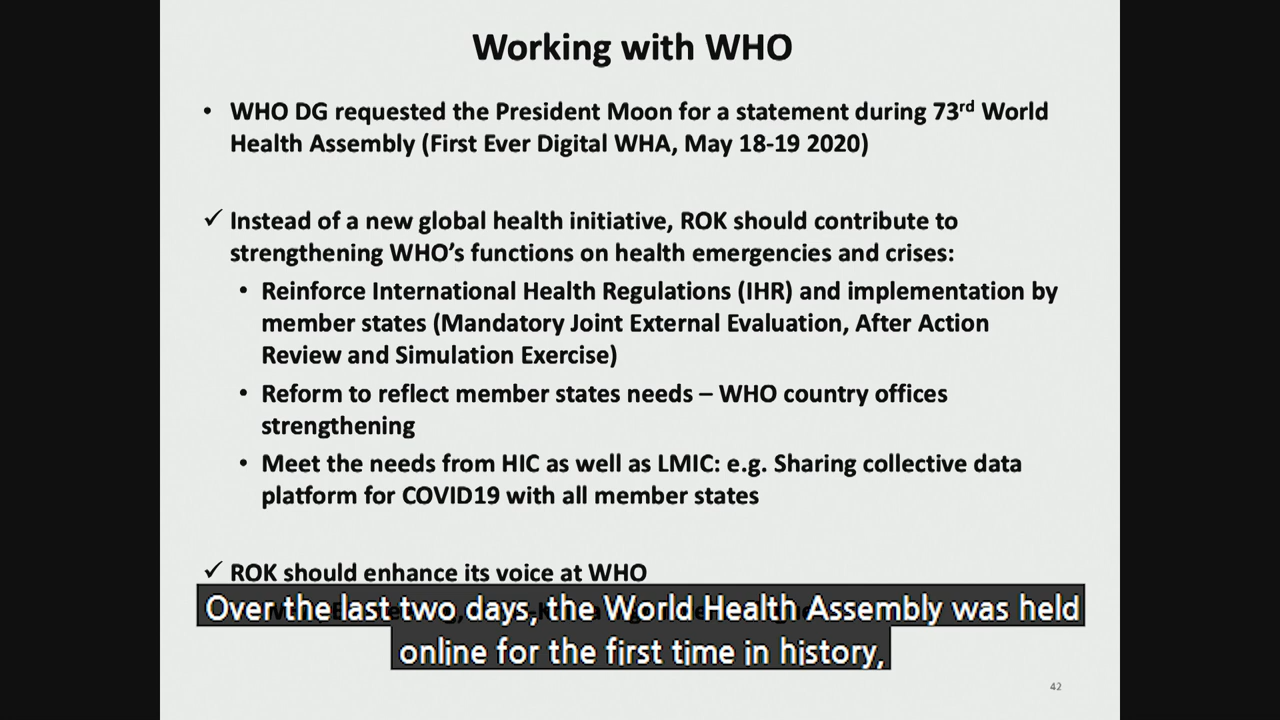 Working with WHO
• WHO DG requested the President Moon for a statement during 73rd World
Health Assembly (First Ever Digital WHA, May 18-19 2020)
✓ Instead of a new global health initiative, ROK should contribute to
strengthening WHO's functions on health emergencies and crises:
• Reinforce International Health Regulations (IHR) and implementation by
member states (Mandatory Joint External Evaluation, After Action
Review and Simulation Exercise)
• Reform to reflect member states needs – WHO country offices
strengthening
• Meet the needs from HIC as well as LMIC: e.g. Sharing collective data
platform for COVID19 with all member states
✓ ROK should enhance its voice at WHO
Over the last two days, the World Health Assembly was held
online for the first time in history,
42